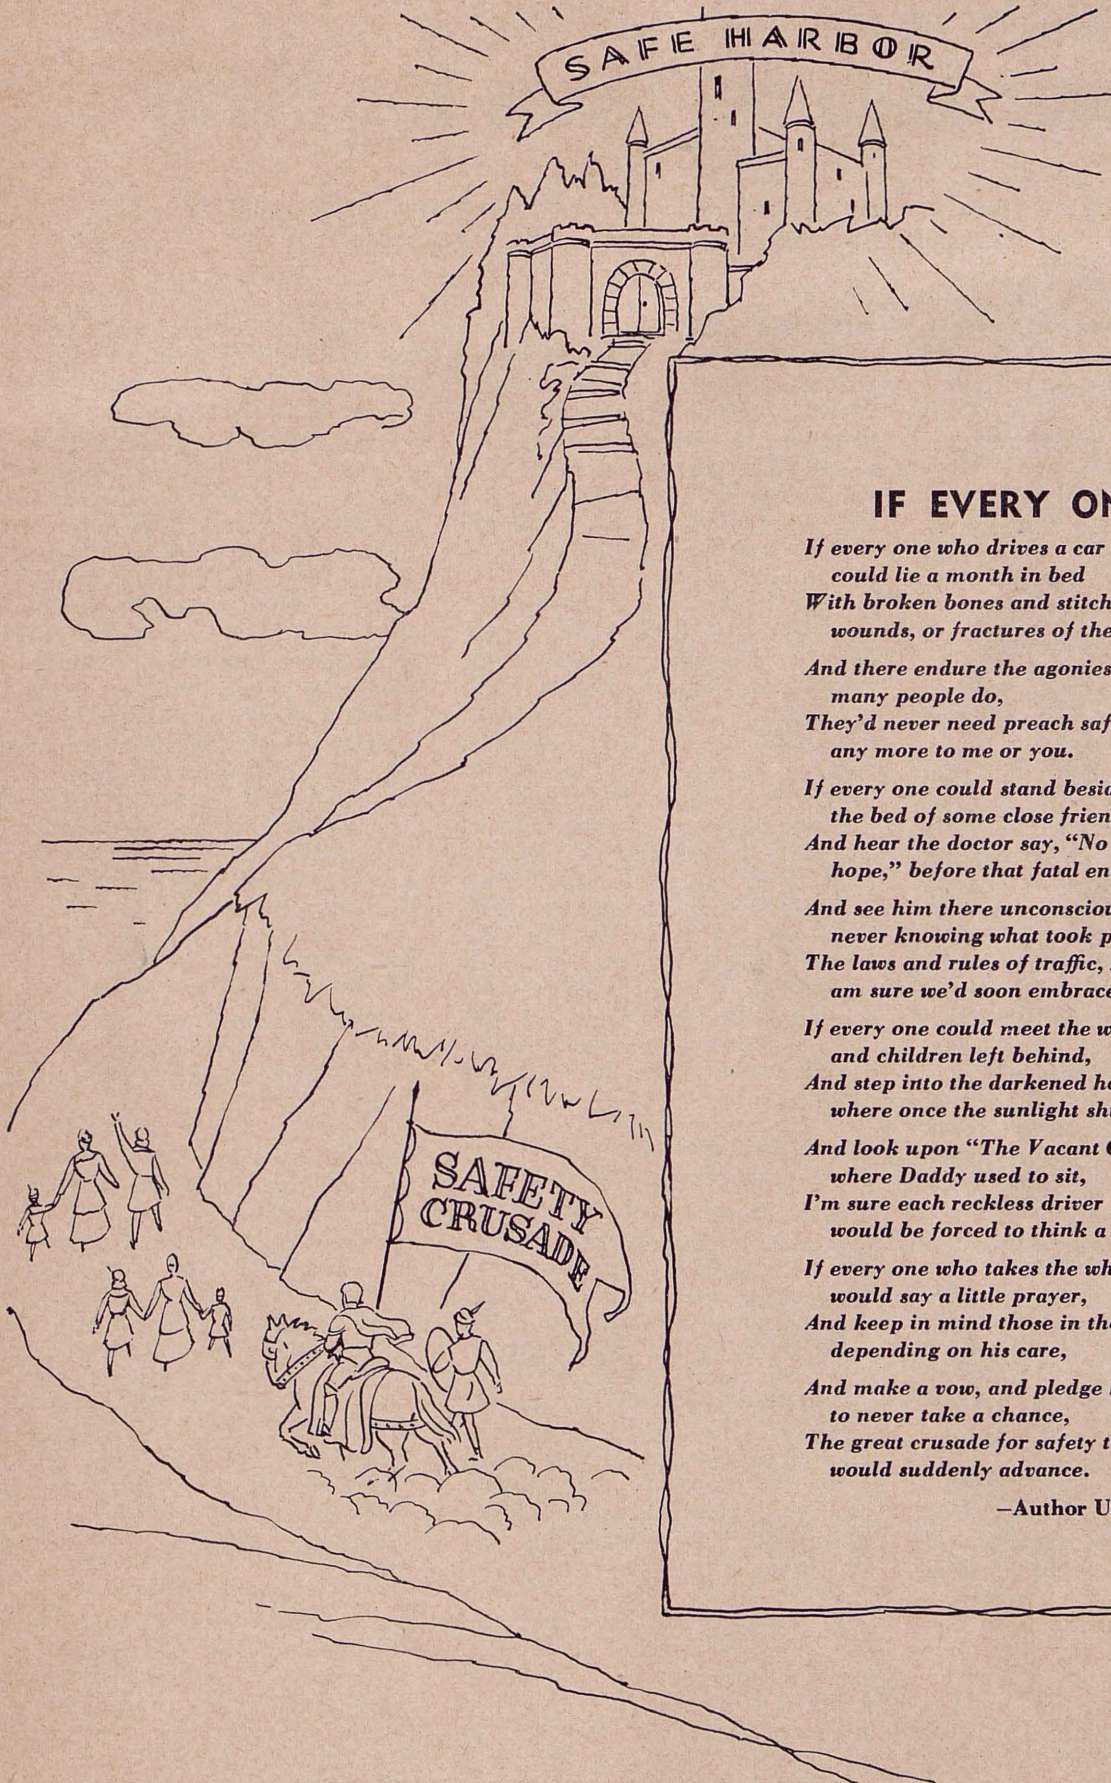 SAFE HARBOR
IF EVERY ON
If every one who drives a car
could lie a month in bed
With broken bones and stitch
wounds, or fractures of the
And there endure the agonies
many people do,
They'd never need preach saf
any more to me or you.
If every one could stand besid
the bed of some close frien
And hear the doctor say, “No
hope,” before that fatal en
And see him there unconsciou
never knowing what took p
The laws and rules of traffic,
am sure we'd soon embrace
If every one could meet the w
and children left behind,
And step into the darkened ho
where once the sunlight sh
And look upon “The Vacant C
where Daddy used to sit,
I'm sure each reckless driver
would be forced to think a
If every one who takes the wh
would say a little prayer,
And keep in mind those in the
depending on his care,
And make a vow, and pledge
to never take a chance,
The great crusade for safety t
would suddenly advance.
—Author U
SAFETY
CRUSADE